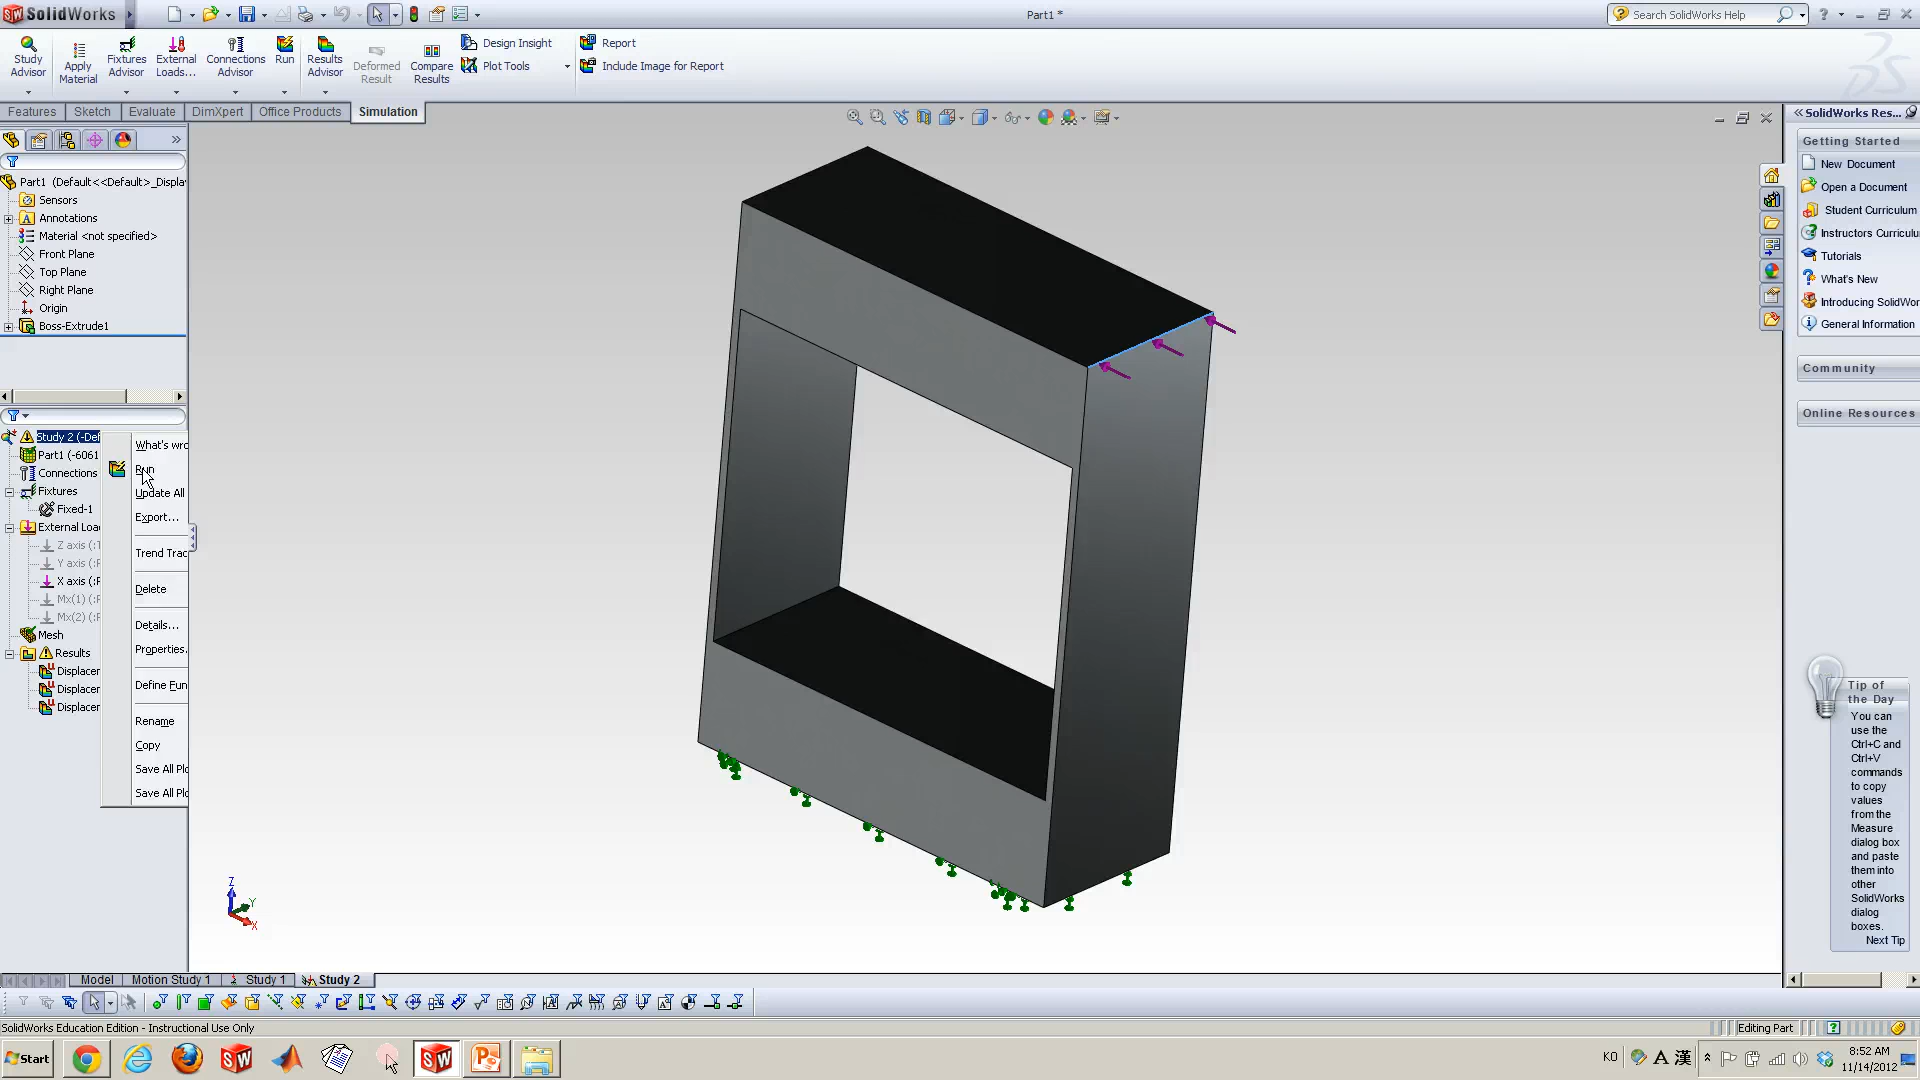 SolidWorks
Part1 *
Search SolidWorks Help
Study Advisor
Apply Material
Fixtures Advisor
External Loads...
Connections Advisor
Run
Results Advisor
Deformed Result
Compare Results
Design Insight
Plot Tools
Report
Include Image for Report
Features
Sketch
Evaluate
DimXpert
Office Products
Simulation
Part1 (Default<<Default>_Displa
Sensors
Annotations
Material <not specified>
Front Plane
Top Plane
Right Plane
Origin
Boss-Extrude1
Study 2 (-Def
Part1 (-6061
Connections
Fixtures
Fixed-1
External Loa
Z axis (:T
Y axis (:F
X axis (:F
Mx(1) (:F
Mx(2) (:F
Mesh
Results
Displacer
Displacer
Displacer
What's wro
Run
Update All
Export...
Trend Trac
Delete
Details...
Properties.
Define Fun
Rename
Copy
Save All Plo
Save All Plo
Z
Y
X
SolidWorks Res...
Getting Started
New Document
Open a Document
Student Curriculum
Instructors Curriculu
Tutorials
What's New
Introducing SolidWor
General Information
Community
Online Resources
Tip of
the Day
You can
use the
Ctrl+C and
Ctrl+V
commands
to copy
values
from the
Measure
dialog box
and paste
them into
other
SolidWorks
dialog
boxes.
Next Tip
Model
Motion Study 1
Study 1
Study 2
SolidWorks Education Edition - Instructional Use Only
Editing Part
Start
KO
A 漢
8:52 AM
11/14/2012